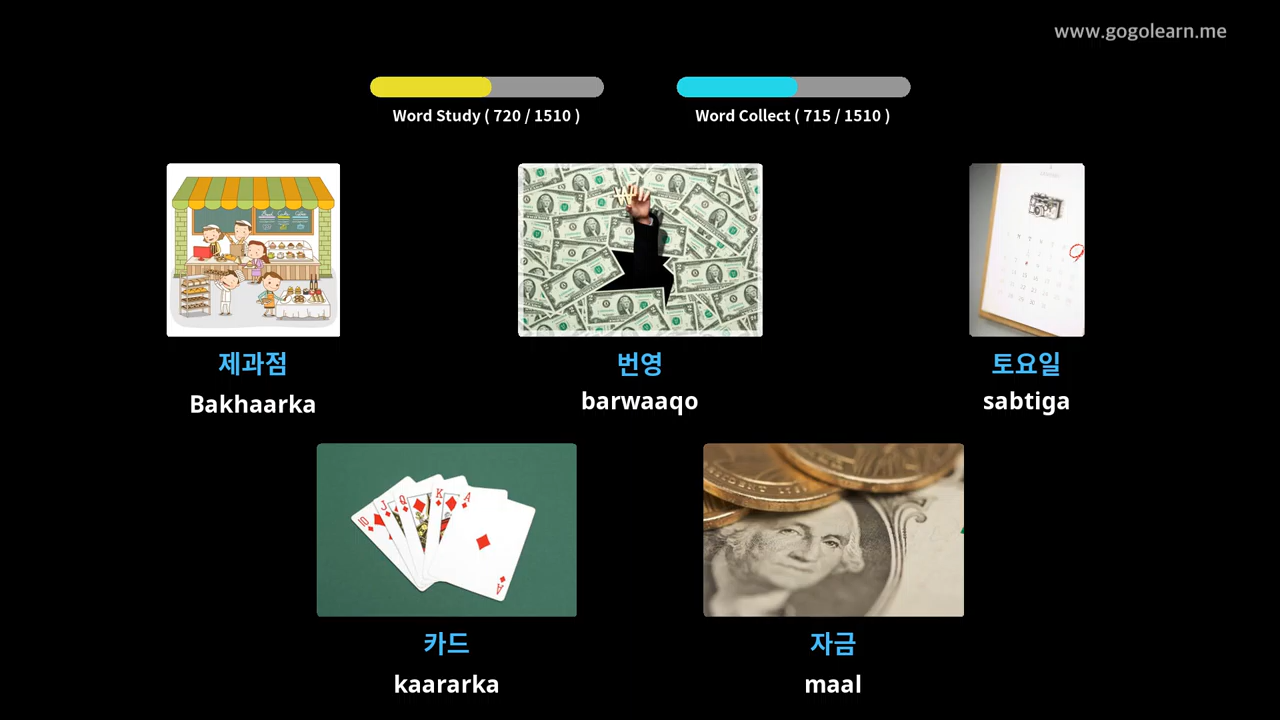 www.gogolearn.me
Word Study ( 720 / 1510 )
Word Collect ( 715 / 1510 )
제과점
Bakhaarka
번영
barwaaqo
토요일
sabtiga
10
J
Q
K
A
A
카드
kaararka
자금
maal